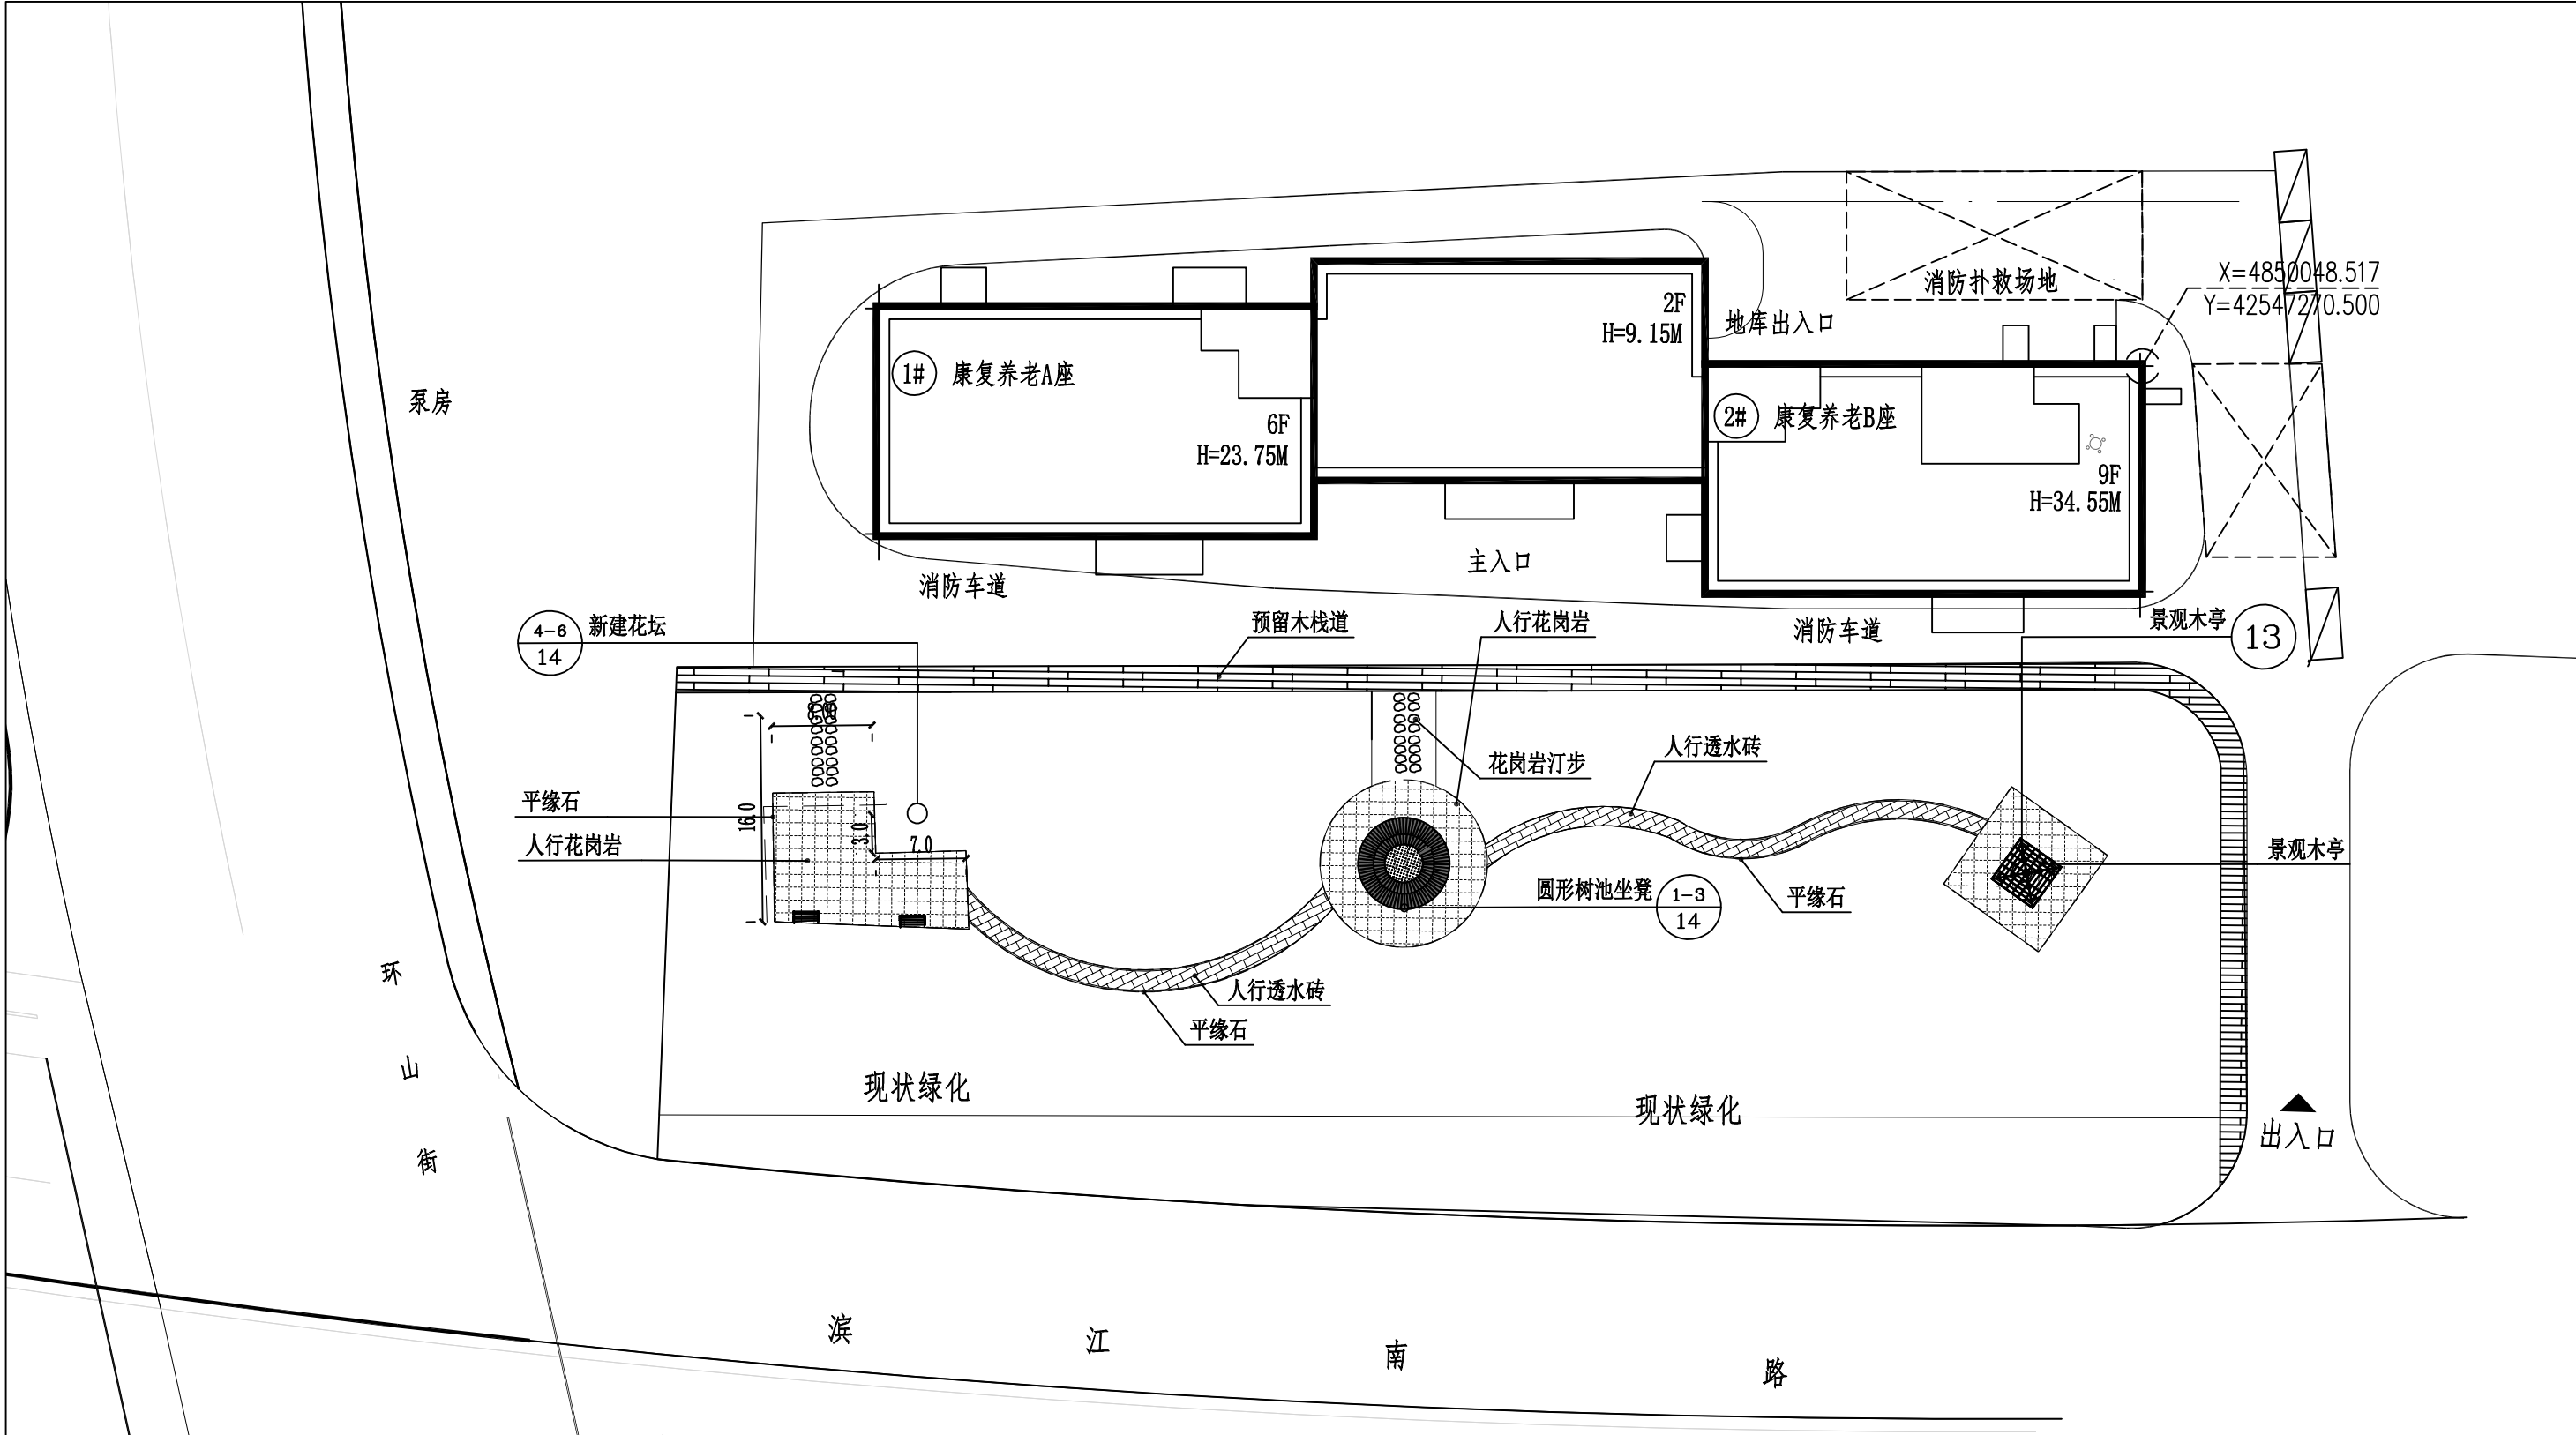 X=4850048.517
Y=42547270.500
消防扑救场地
2F
H=9.15M
地库出入口
1#
康复养老A座
泵房
2#
康复养老B座
6F
H=23.75M
9F
H=34.55M
主入口
消防车道
4-6
14
新建花坛
预留木栈道
人行花岗岩
消防车道
景观木亭
13
8.00
人行透水砖
花岗岩汀步
平缘石
16.0
3.0
7.0
人行花岗岩
景观木亭
圆形树池坐凳
1-3
14
平缘石
人行透水砖
平缘石
环
山
街
现状绿化
现状绿化
出入口
滨
江
南
路